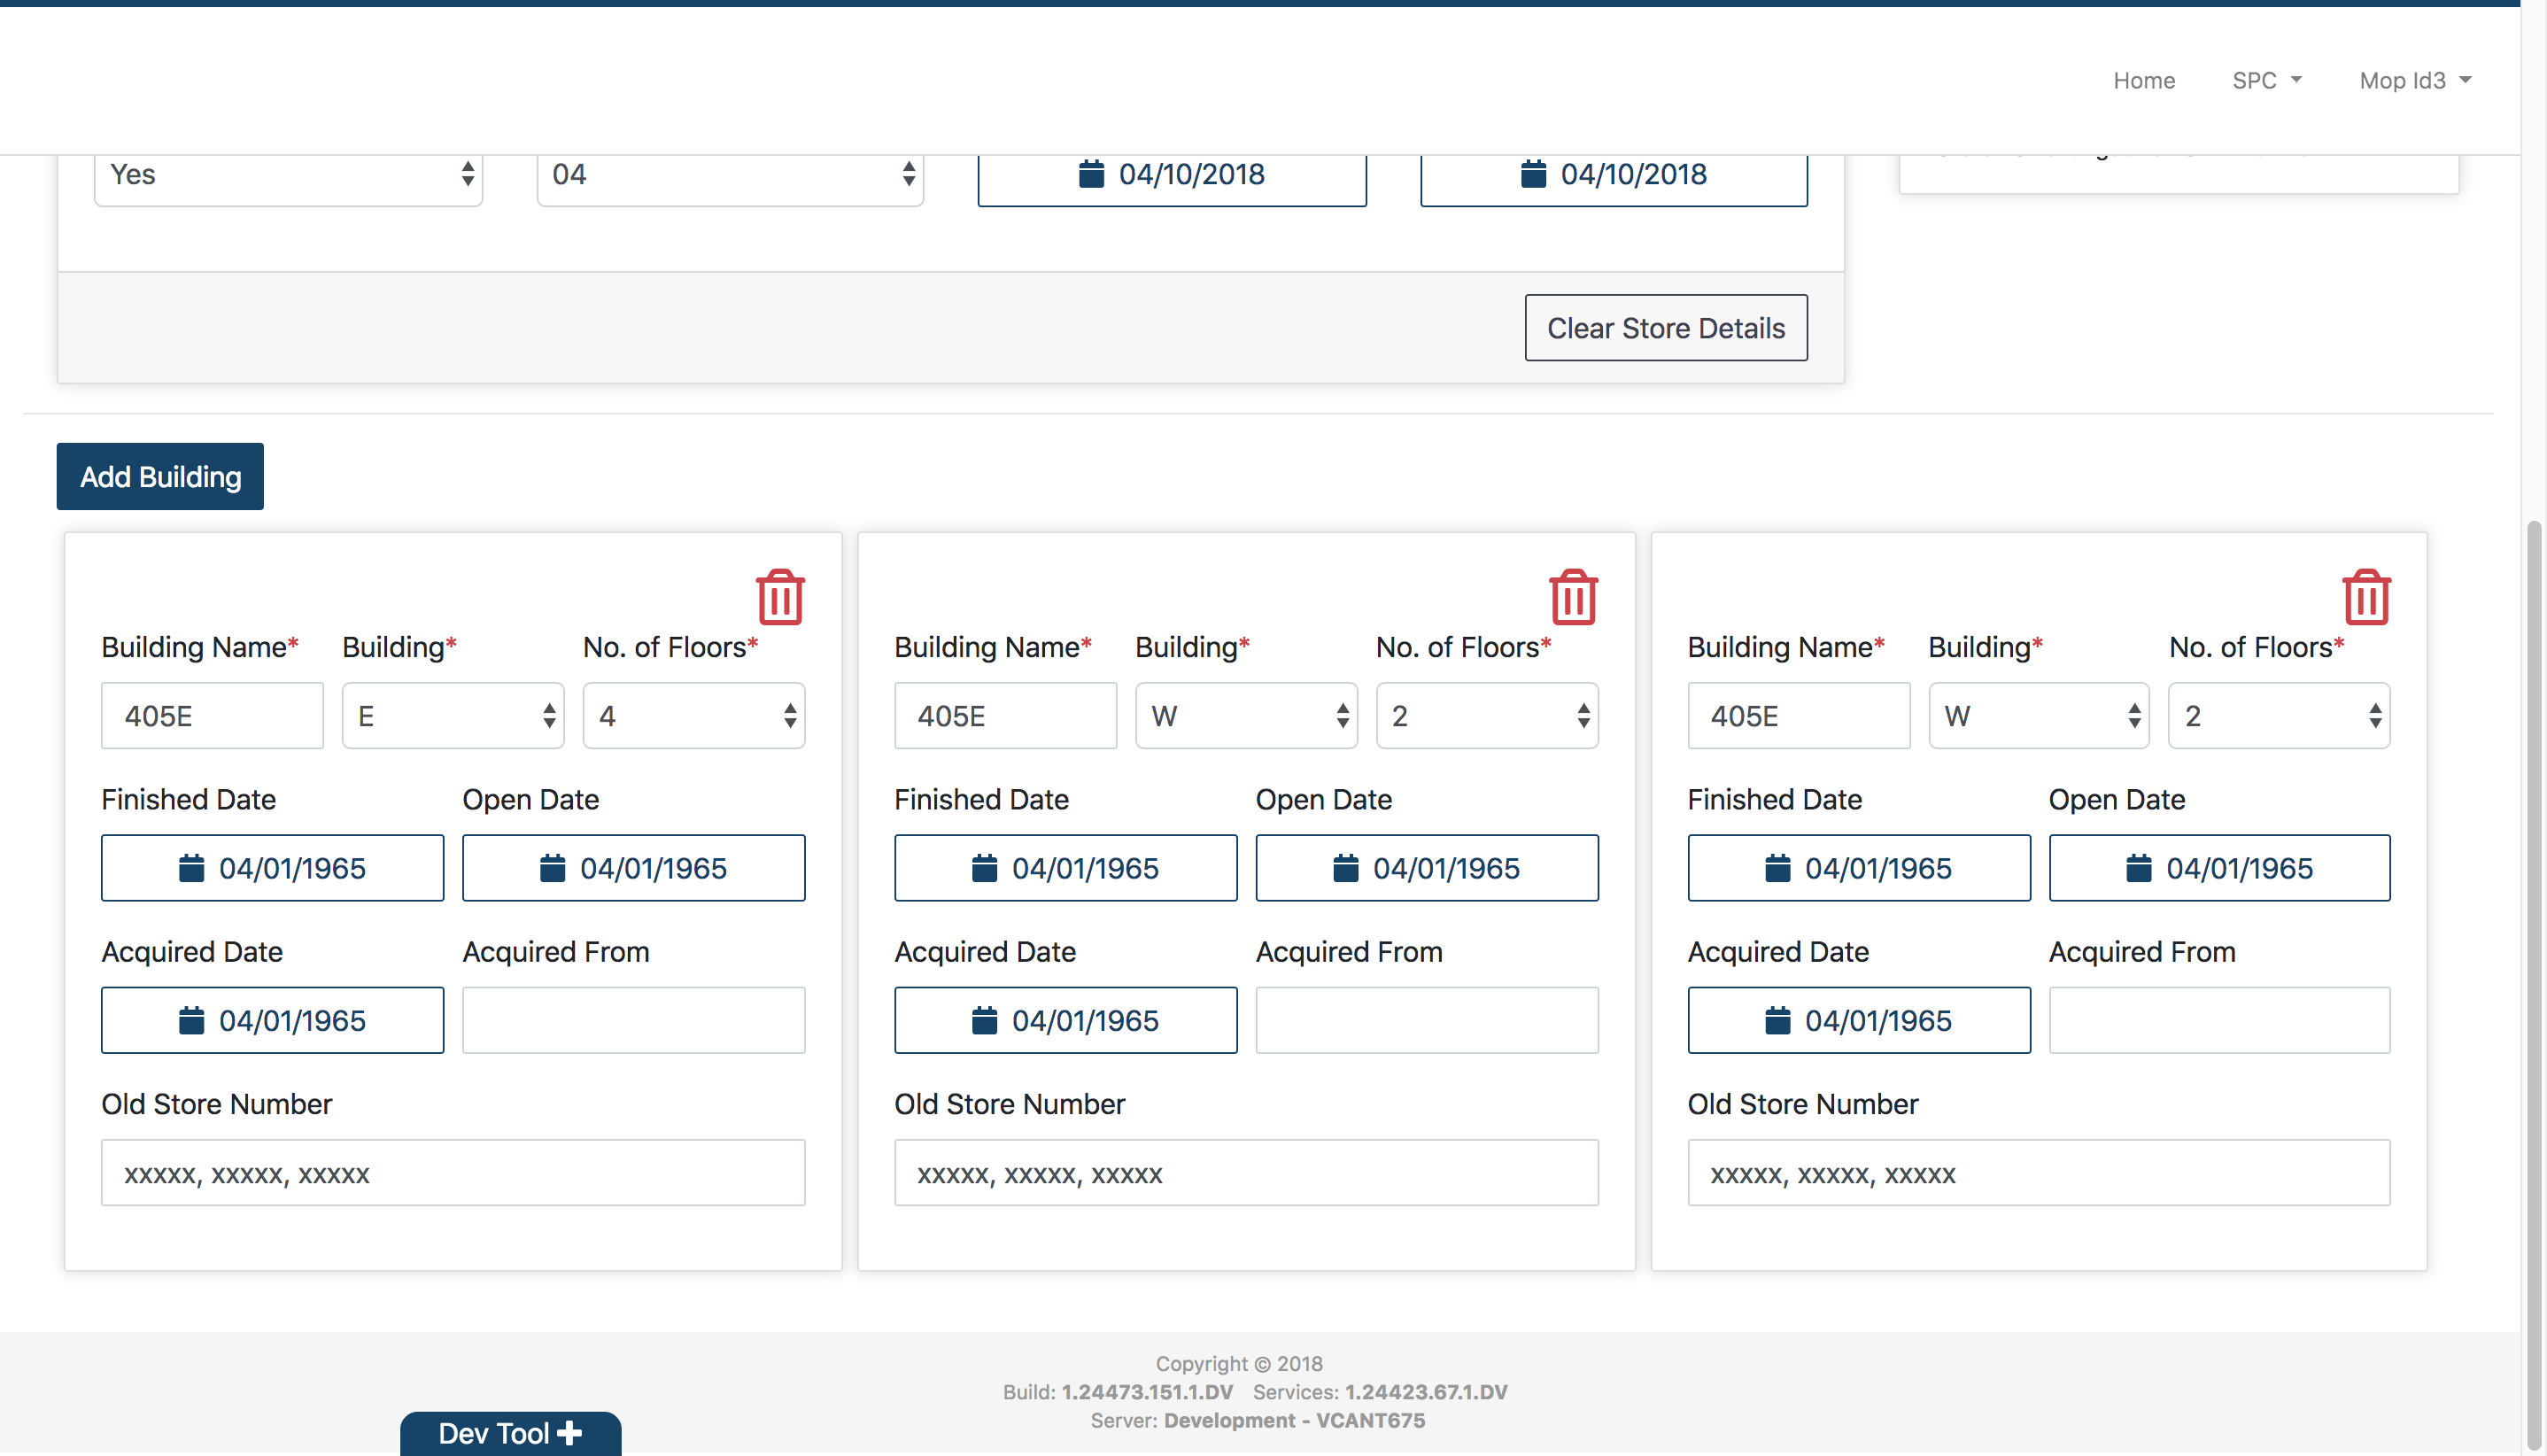 Home SPC Mop Id3
Yes 04 04/10/2018 04/10/2018
Clear Store Details
Add Building
Building Name* Building* No. of Floors*
405E E 4
Finished Date Open Date
04/01/1965 04/01/1965
Acquired Date Acquired From
04/01/1965
Old Store Number
xxxxx, xxxxx, xxxxx
Building Name* Building* No. of Floors*
405E W 2
Finished Date Open Date
04/01/1965 04/01/1965
Acquired Date Acquired From
04/01/1965
Old Store Number
xxxxx, xxxxx, xxxxx
Building Name* Building* No. of Floors*
405E W 2
Finished Date Open Date
04/01/1965 04/01/1965
Acquired Date Acquired From
04/01/1965
Old Store Number
xxxxx, xxxxx, xxxxx
Copyright © 2018
Build: 1.24473.151.1.DV Services: 1.24423.67.1.DV
Server: Development - VCANT675
Dev Tool